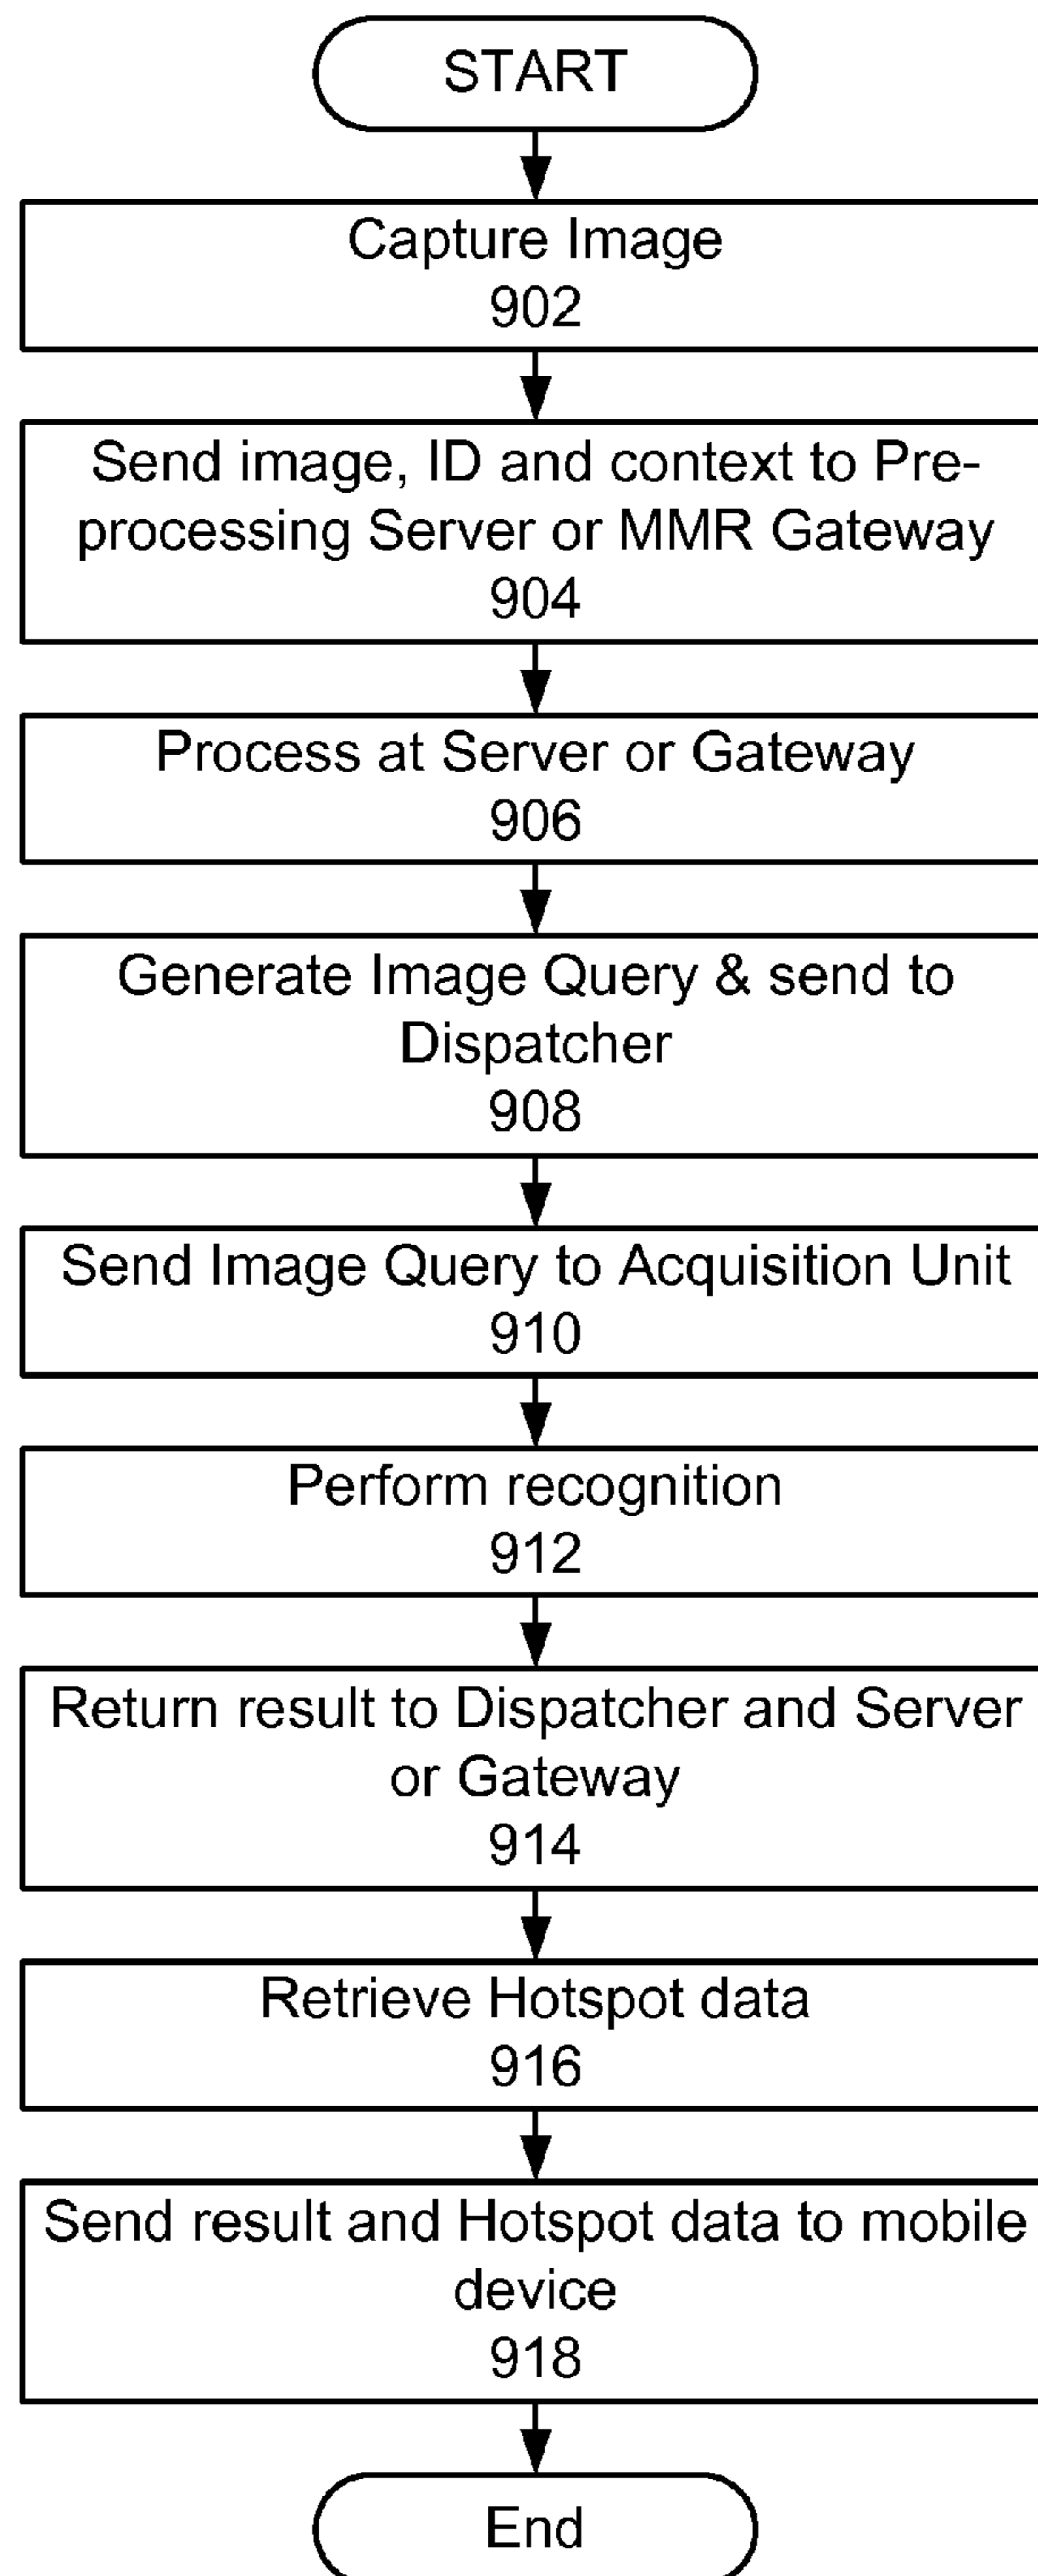 START
Capture Image
902
Send image, ID and context to Pre-
processing Server or MMR Gateway
904
Process at Server or Gateway
906
Generate Image Query & send to
Dispatcher
908
Send Image Query to Acquisition Unit
910
Perform recognition
912
Return result to Dispatcher and Server
or Gateway
914
Retrieve Hotspot data
916
Send result and Hotspot data to mobile
device
918
End